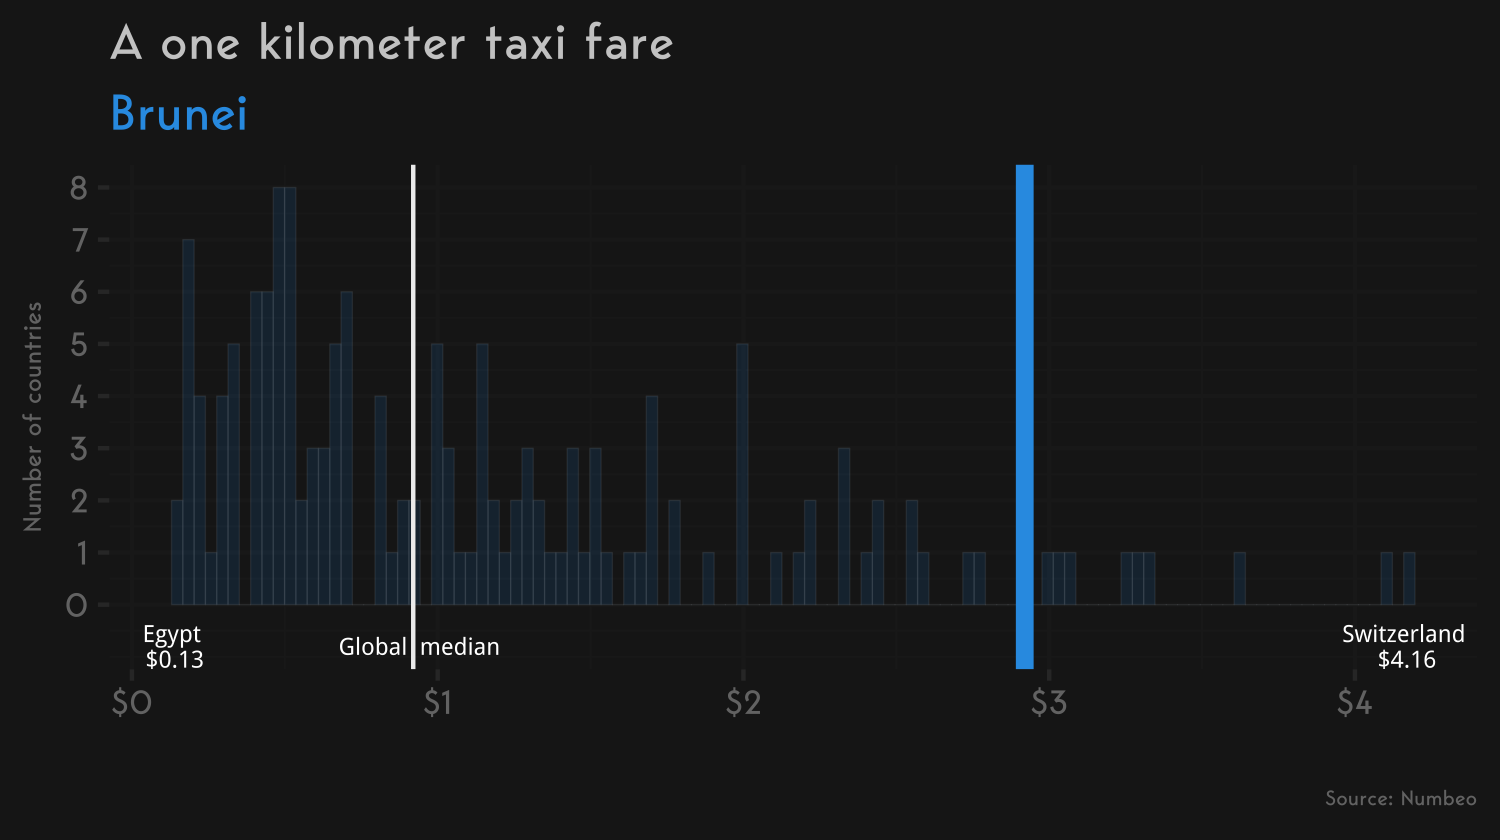 A one kilometer taxi fare
Brunei
Number of countries
8
7
6
5
4
3
2
1
0
Egypt
$0.13
Global median
Switzerland
$4.16
$0 $1 $2 $3 $4
Source: Numbeo